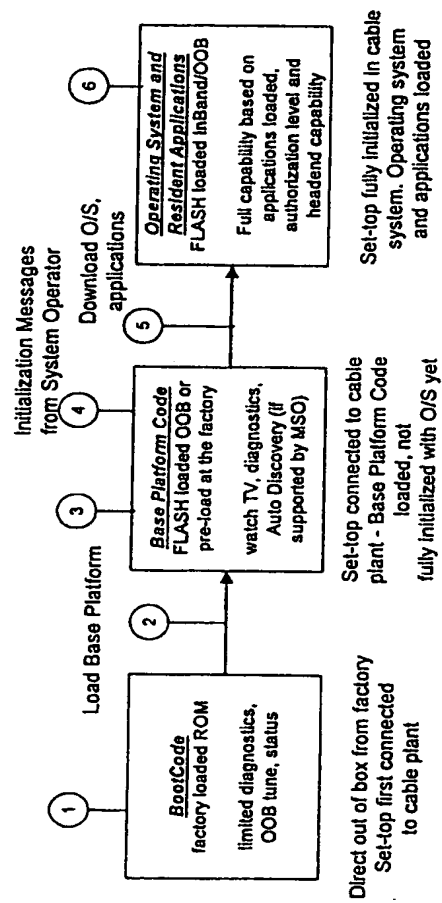 1
BootCode
factory loaded ROM
limited diagnostics,
OOB tune, status
Direct out of box from factory
Set-top first connected
to cable plant
Load Base Platform
2
3
4
Initialization Messages
from System Operator
Base Platform Code
FLASH loaded OOB or
pre-load at the factory
watch TV, diagnostics,
Auto Discovery (if
supported by MSO)
Set-top connected to cable
plant - Base Platform Code
loaded, not
fully initialized with O/S yet
Download O/S,
applications
5
6
Operating System and
Resident Applications
FLASH loaded InBand/OOB
Full capability based on
applications loaded,
authorization level and
headend capability
Set-top fully initialized in cable
system. Operating system
and applications loaded